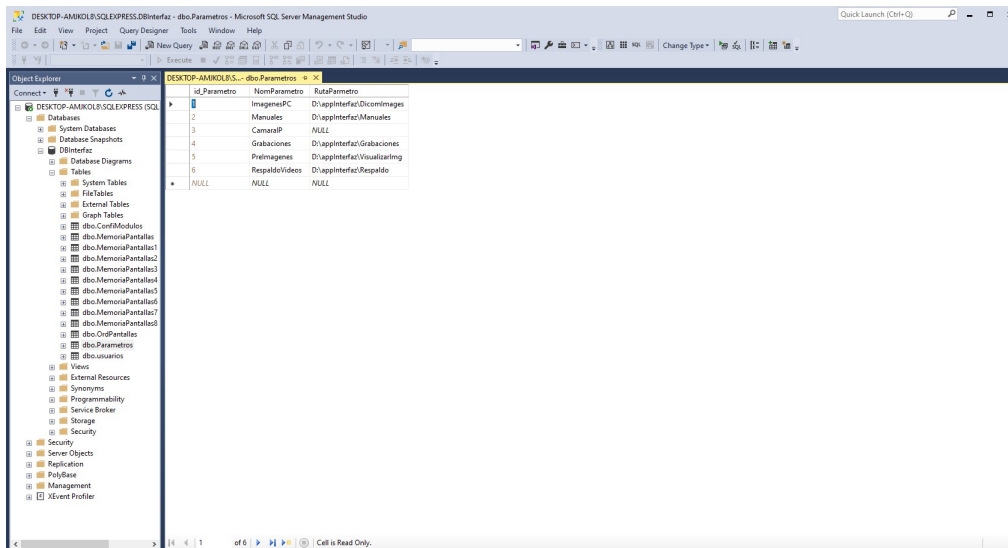 DESKTOP-AMJKOL8\SQLEXPRESS.DBInterfaz - dbo.Parametros - Microsoft SQL Server Management Studio
Quick Launch (Ctrl+Q)
File Edit View Project Query Designer Tools Window Help
New Query
Change Type
Execute
Object Explorer
DESKTOP-AMJKOL8\S...- dbo.Parametros
Connect
DESKTOP-AMJKOL8\SQLEXPRESS (SQL
Databases
System Databases
Database Snapshots
DBInterfaz
Database Diagrams
Tables
System Tables
FileTables
External Tables
Graph Tables
dbo.ConfiModulos
dbo.MemoriaPantallas
dbo.MemoriaPantallas1
dbo.MemoriaPantallas2
dbo.MemoriaPantallas3
dbo.MemoriaPantallas4
dbo.MemoriaPantallas5
dbo.MemoriaPantallas6
dbo.MemoriaPantallas7
dbo.MemoriaPantallas8
dbo.OrdPantallas
dbo.Parametros
dbo.usuarios
Views
External Resources
Synonyms
Programmability
Service Broker
Storage
Security
Security
Server Objects
Replication
PolyBase
Management
XEvent Profiler
id_Parametro NomParametro RutaParmetro
1 ImagenesPC D:\appInterfaz\DicomImages
2 Manuales D:\appInterfaz\Manuales
3 CamaraIP NULL
4 Grabaciones D:\appInterfaz\Grabaciones
5 PreImagenes D:\appInterfaz\VisualizarImg
6 RespaldoVideos D:\appInterfaz\Respaldo
NULL NULL NULL
1 of 6 Cell is Read Only.